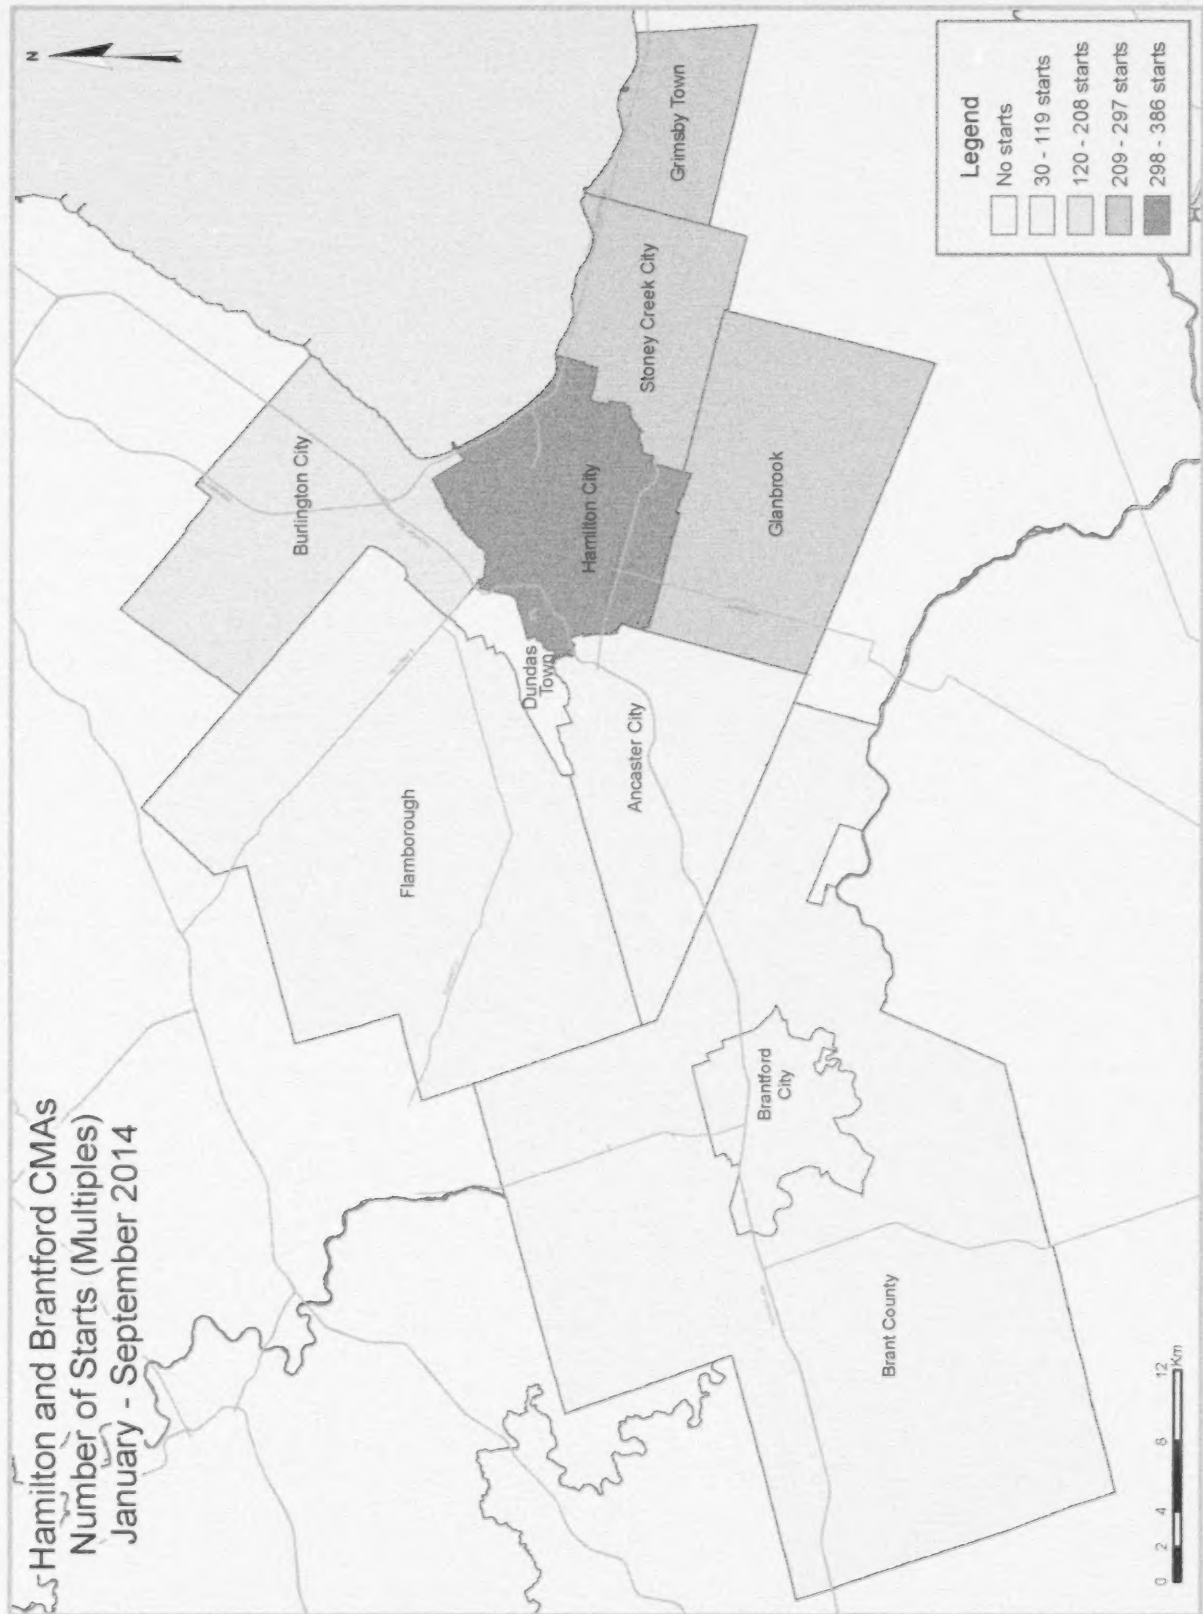 Hamilton and Brantford CMAs
Number of Starts (Multiples)
January - September 2014
N
Burlington City
Flamborough
Dundas
Town
Hamilton City
Stoney Creek City
Grimsby Town
Ancaster City
Glanbrook
Brantford
City
Brant County
Legend
No starts
30 - 119 starts
120 - 208 starts
209 - 297 starts
298 - 386 starts
0 2 4 8 12
Km